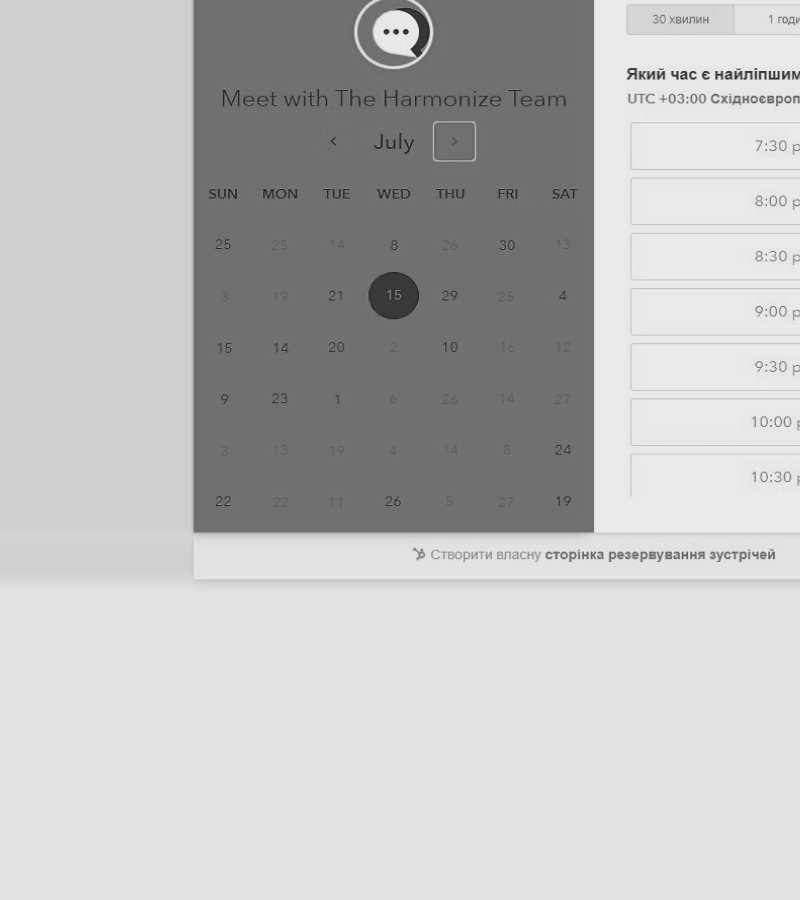 Meet with The Harmonize Team
July
SUN MON TUE WED THU FRI SAT
25 25 14 8 26 30 13
3 19 21 15 29 25 4
15 14 20 2 10 16 12
9 23 1 6 26 14 27
3 13 19 4 14 8 24
22 22 11 26 5 27 19
30 хвилин 1 годи
Який час є найліпшим
UTC +03:00 Східноєвроп
7:30 р
8:00 р
8:30 р
9:00 р
9:30 р
10:00 р
10:30 р
Створити власну сторінка резервування зустрічей